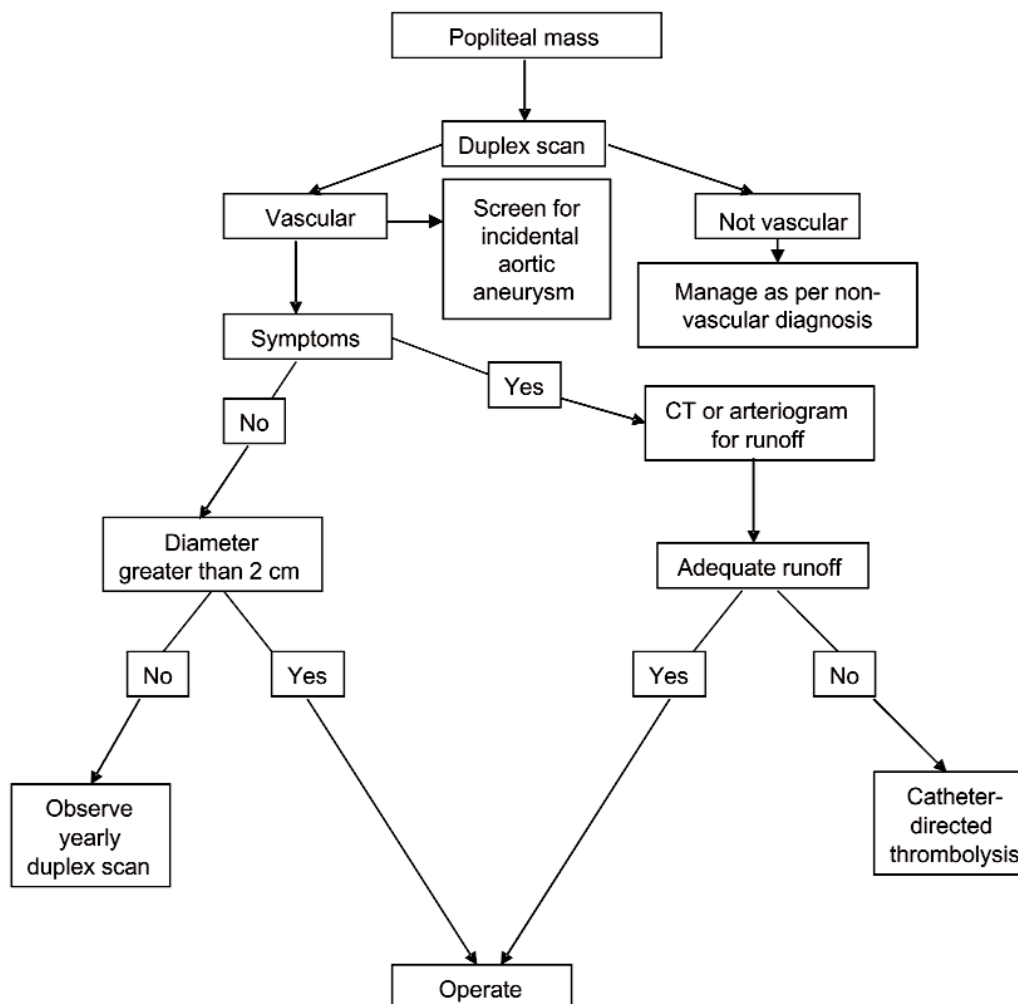 Popliteal mass
Duplex scan
Vascular
Screen for
incidental
aortic
aneurysm
Not vascular
Manage as per non-
vascular diagnosis
Symptoms
Yes
No
CT or arteriogram
for runoff
Diameter
greater than 2 cm
Adequate runoff
No
Yes
Yes
No
Observe
yearly
duplex scan
Catheter-
directed
thrombolysis
Operate